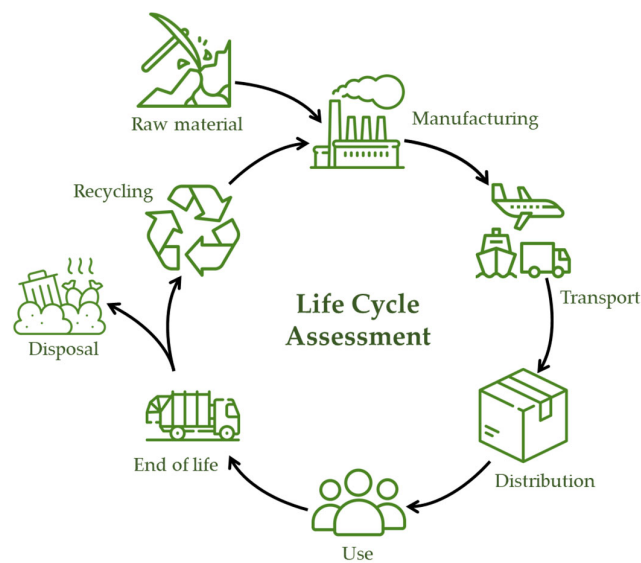 Raw material
Manufacturing
Recycling
Transport
Life Cycle
Assessment
Disposal
End of life
Distribution
Use